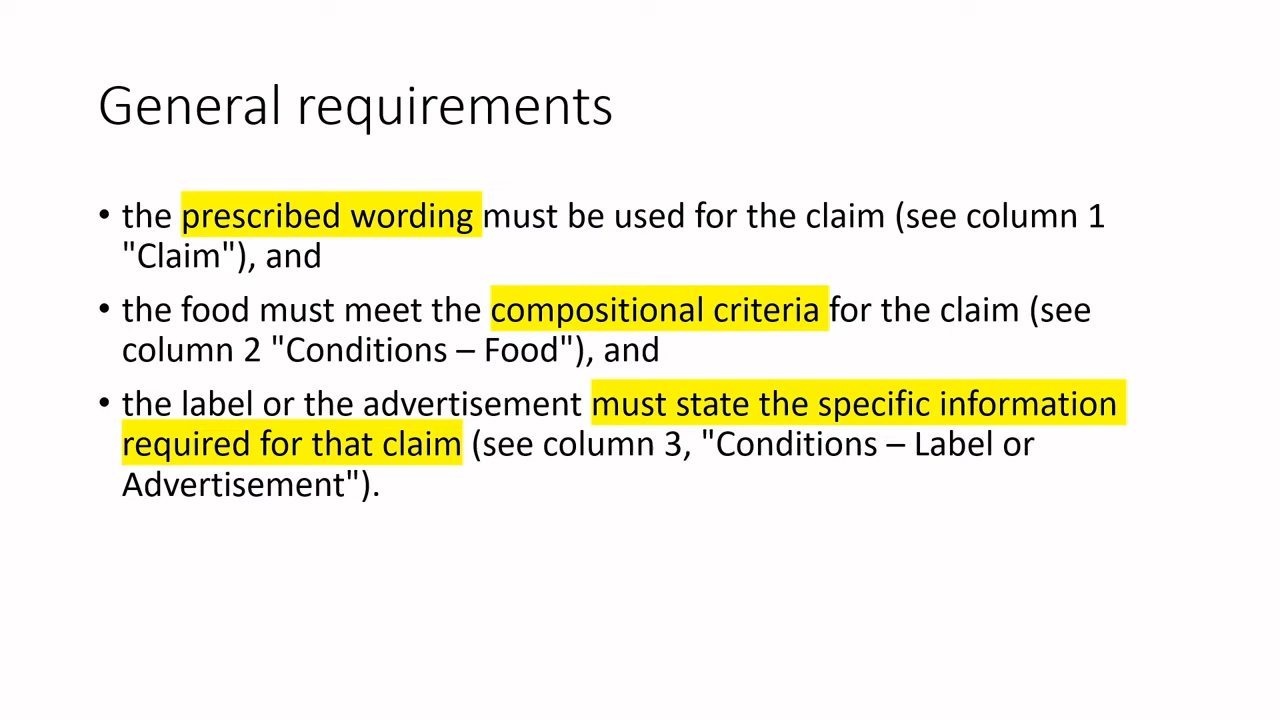 General requirements
• the prescribed wording must be used for the claim (see column 1
"Claim"), and
• the food must meet the compositional criteria for the claim (see
column 2 "Conditions – Food"), and
• the label or the advertisement must state the specific information
required for that claim (see column 3, "Conditions – Label or
Advertisement").